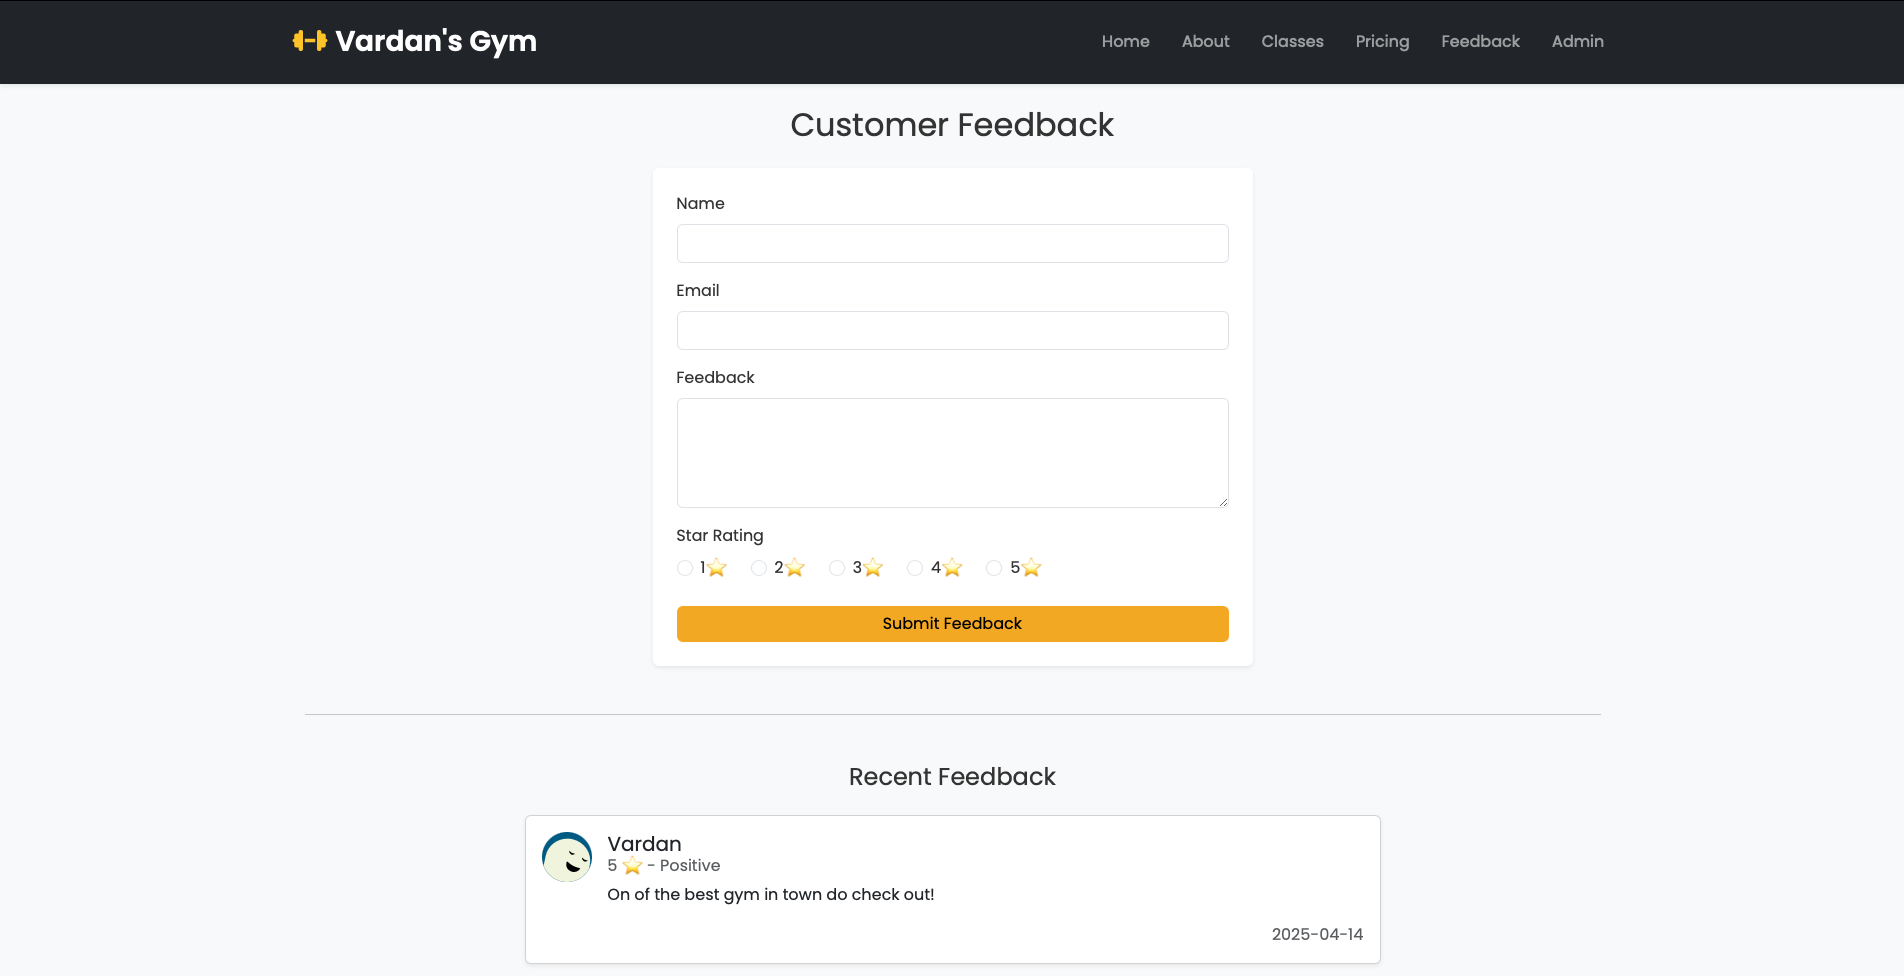 Vardan's Gym
Home About Classes Pricing Feedback Admin
Customer Feedback
Name
Email
Feedback
Star Rating
1⭐ 2⭐ 3⭐ 4⭐ 5⭐
Submit Feedback
Recent Feedback
Vardan
5 ⭐ - Positive
On of the best gym in town do check out!
2025-04-14